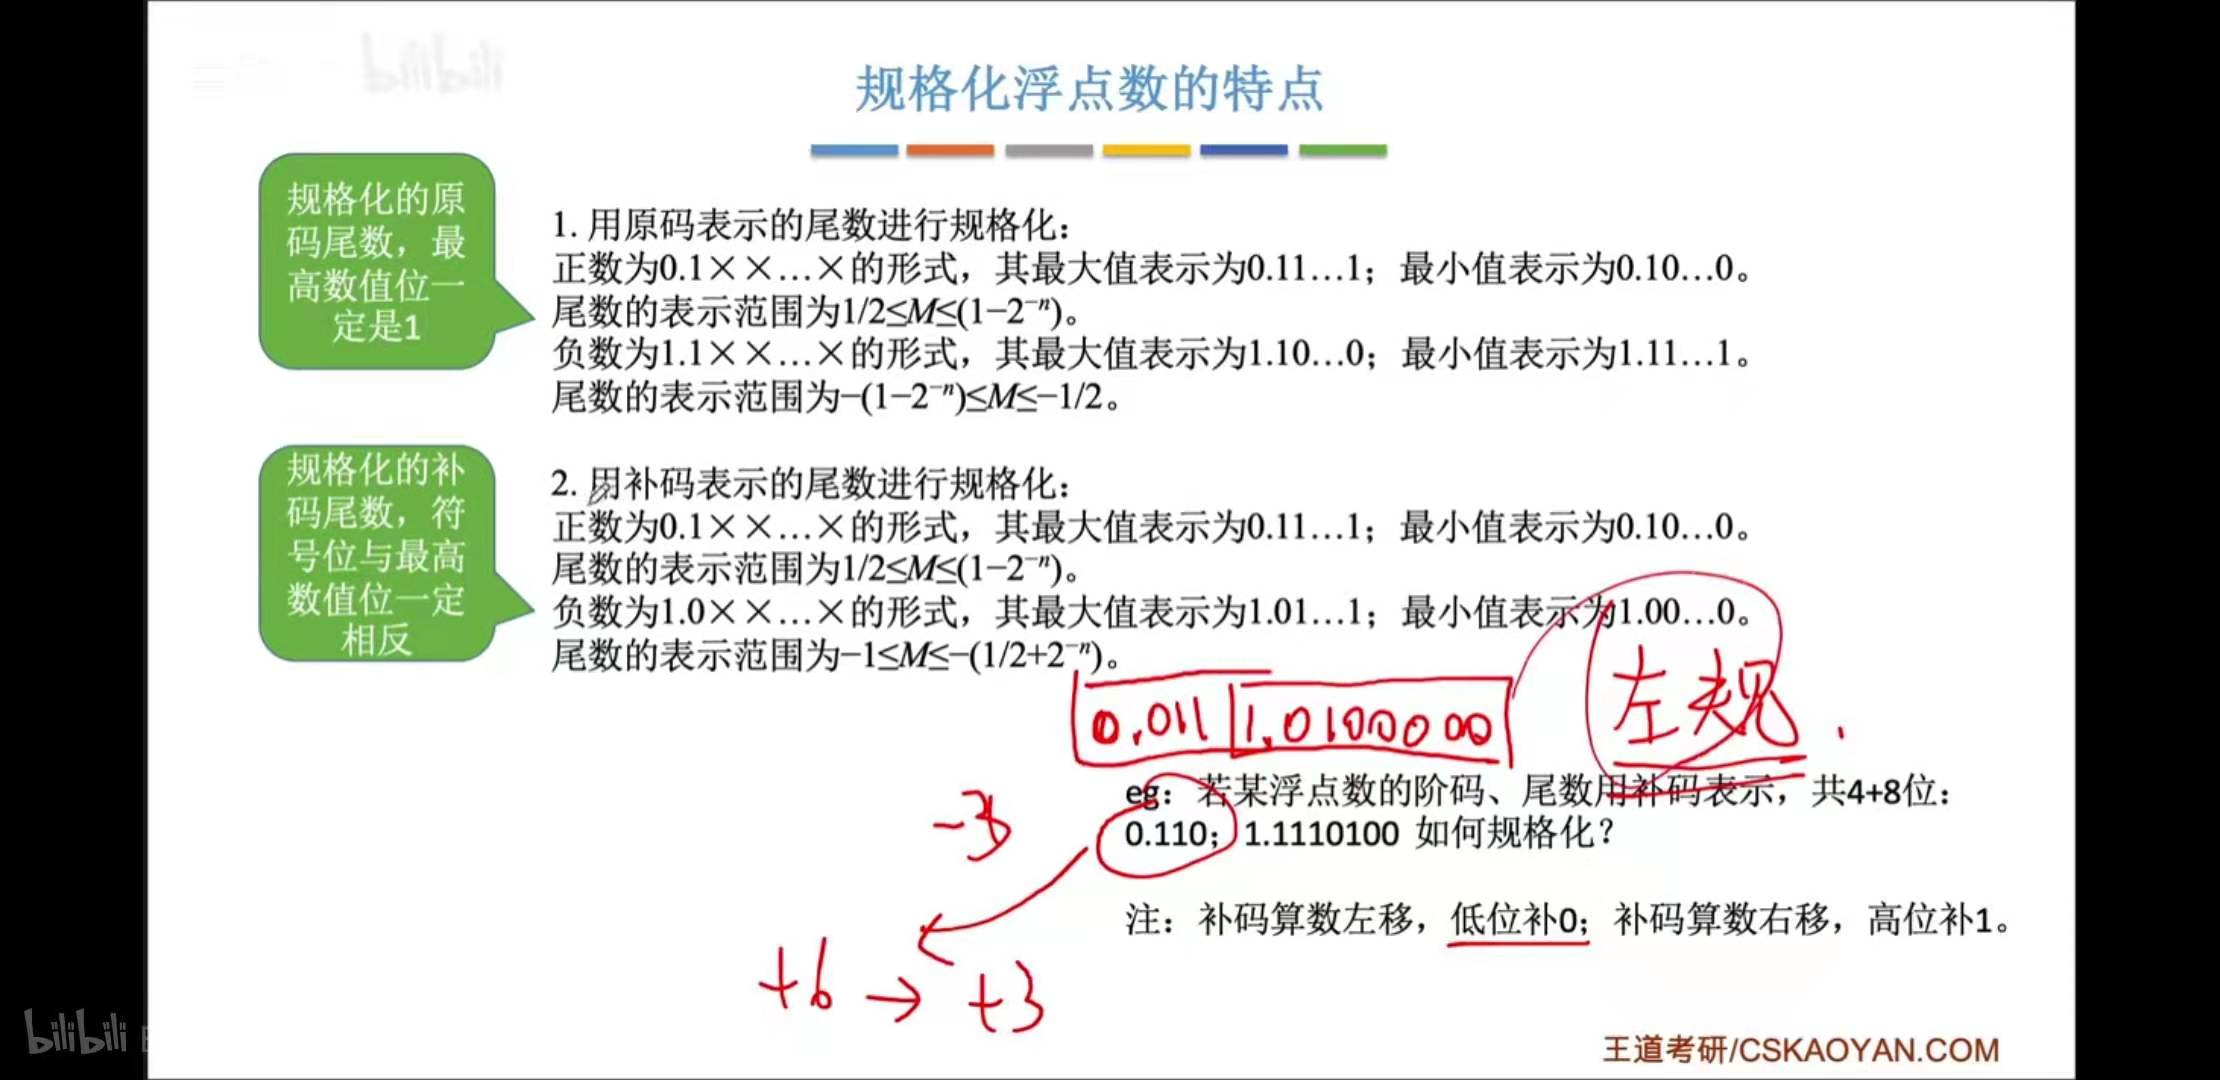 bilibili
规格化浮点数的特点
规格化的原
码尾数，最
高数值位一
定是1
1. 用原码表示的尾数进行规格化：
正数为0.1××…×的形式，其最大值表示为0.11…1；最小值表示为0.10…0。
尾数的表示范围为1/2≤M≤(1−2⁻ⁿ)。
负数为1.1××…×的形式，其最大值表示为1.10…0；最小值表示为1.11…1。
尾数的表示范围为−(1−2⁻ⁿ)≤M≤−1/2。
规格化的补
码尾数，符
号位与最高
数值位一定
相反
2. 用补码表示的尾数进行规格化：
正数为0.1××…×的形式，其最大值表示为0.11…1；最小值表示为0.10…0。
尾数的表示范围为1/2≤M≤(1−2⁻ⁿ)。
负数为1.0××…×的形式，其最大值表示为1.01…1；最小值表示为1.00…0。
尾数的表示范围为−1≤M≤−(1/2+2⁻ⁿ)。
0.011 1.0100000 左规.
eg：若某浮点数的阶码、尾数用补码表示，共4+8位：
0.110；1.1110100 如何规格化？
-3
注：补码算数左移，低位补0；补码算数右移，高位补1。
+6 → +3
bilibili
王道考研/CSKAOYAN.COM